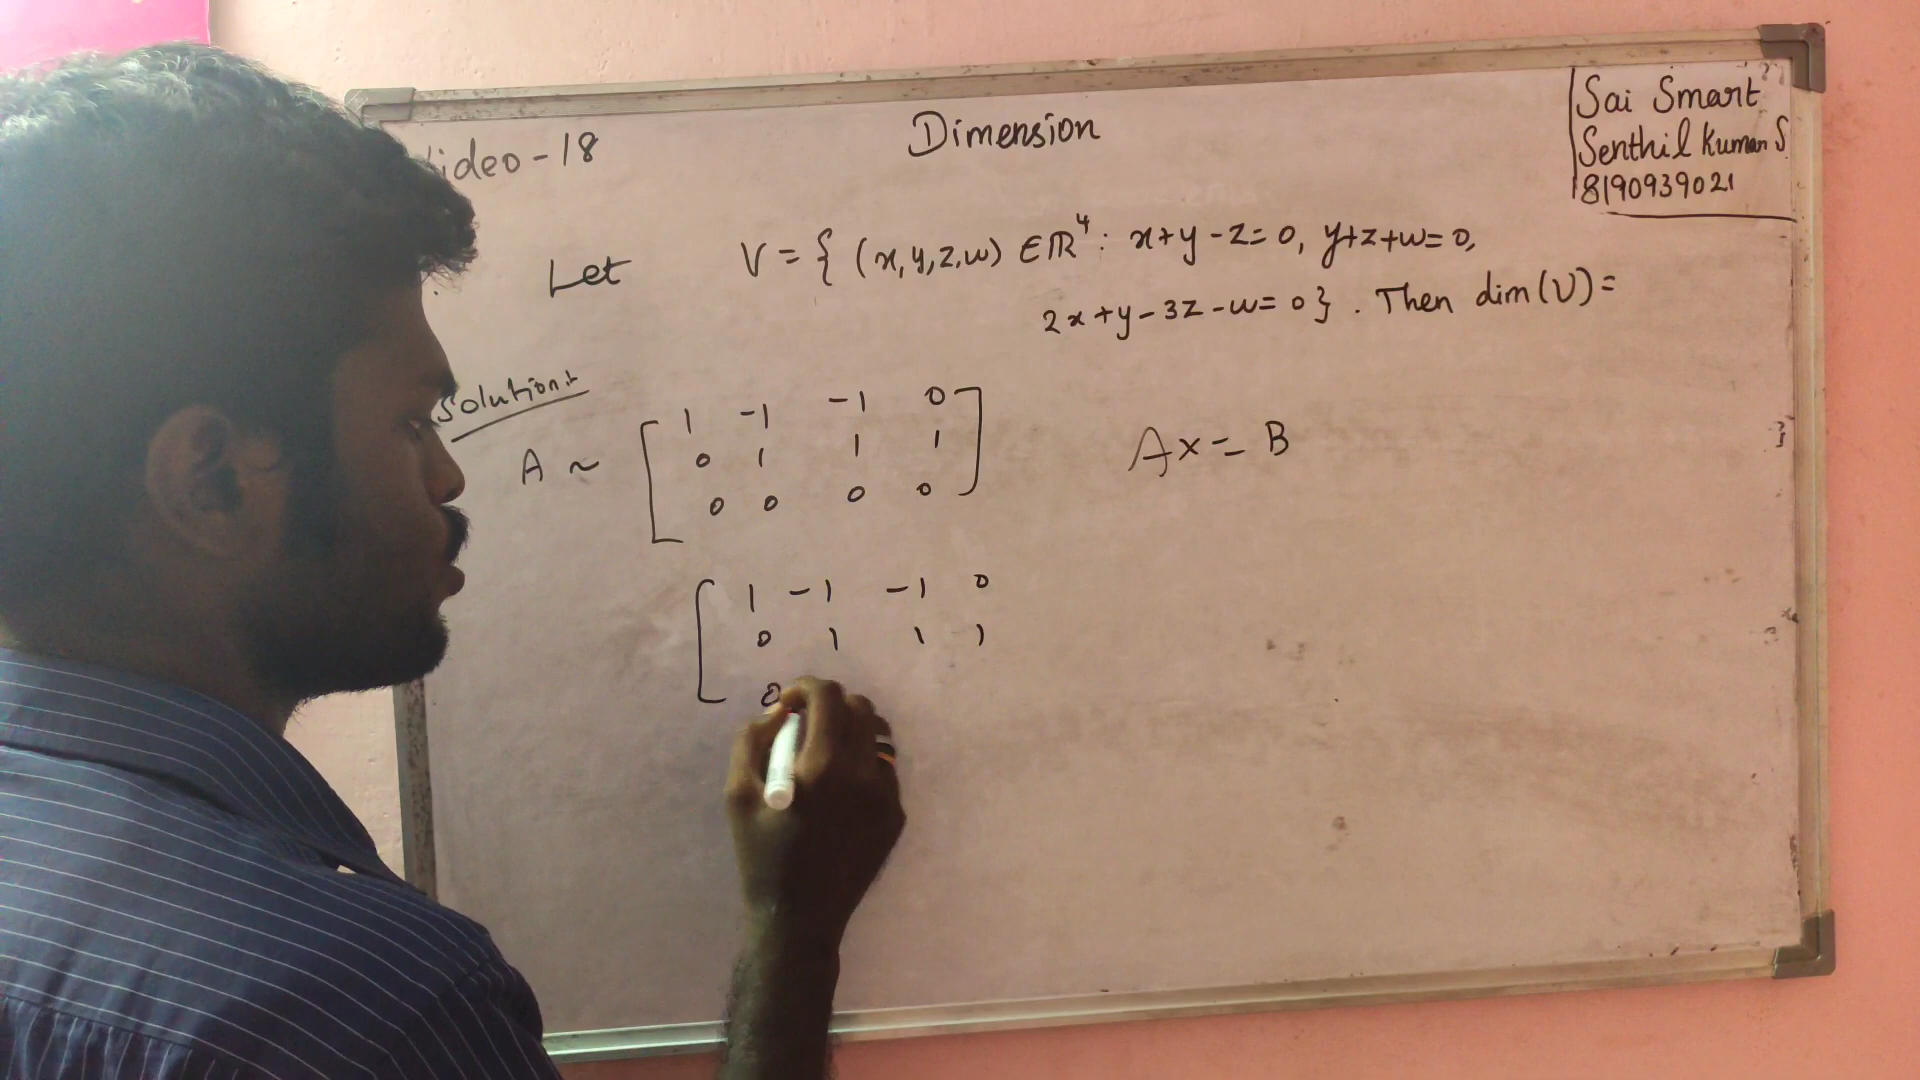 Video-18
Dimension
Sai Smart
Senthil Kumar S
8190939021
Let V = { (x,y,z,w) ∈ ℝ⁴ : x+y-z=0, y+z+w=0,
2x+y-3z-w=0 } . Then dim(V)=
Solution:-
A ~ [ 1 -1 -1 0 ]
0 1 1 1
0 0 0 0
Ax = B
[ 1 -1 -1 0
0 1 1 1
0